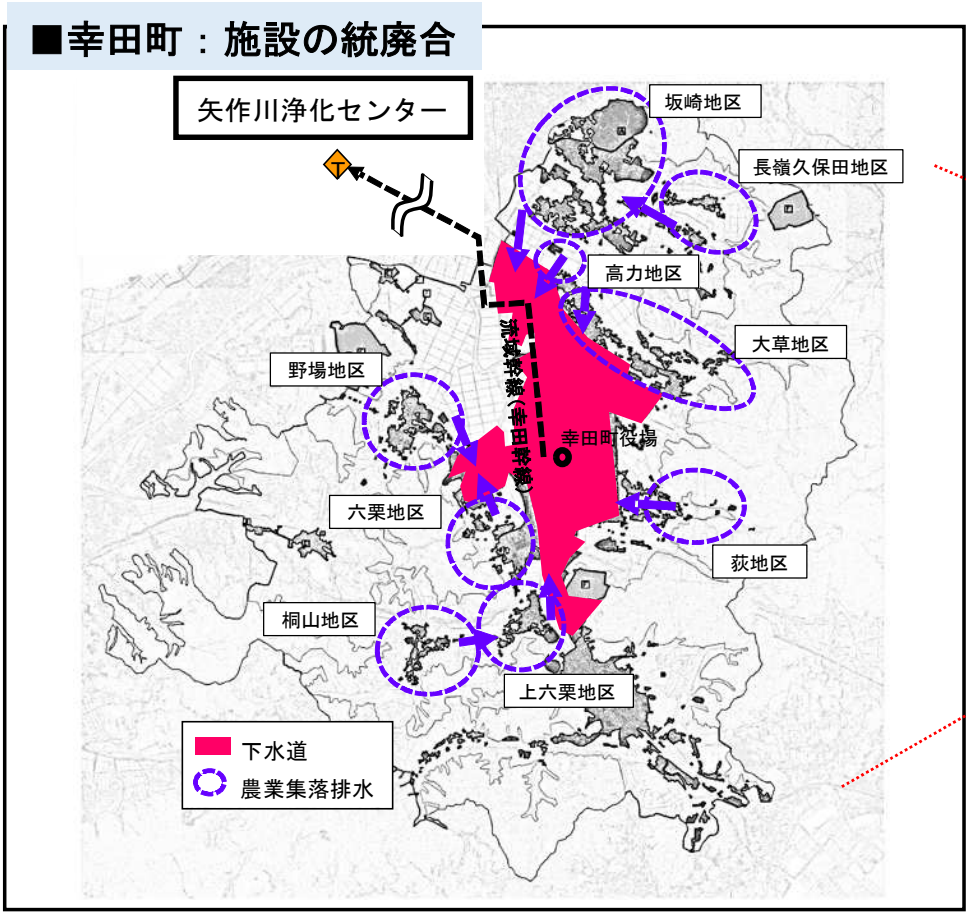 ■幸田町：施設の統廃合
矢作川浄化センター
坂崎地区
長嶺久保田地区
高力地区
大草地区
野場地区
流域幹線(幸田幹線)
幸田町役場
六栗地区
荻地区
桐山地区
上六栗地区
下水道
農業集落排水